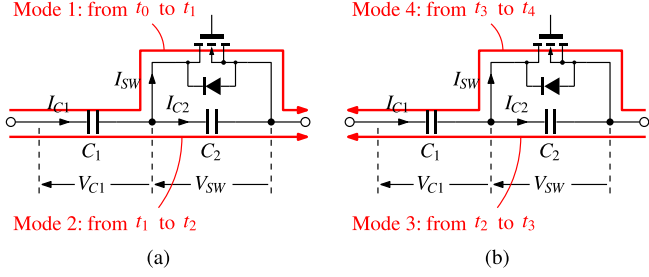 Mode 1: from t0 to t1
Mode 4: from t3 to t4
ISW
ISW
IC1
IC2
IC1
IC2
C1
C2
C1
C2
VC1
VSW
VC1
VSW
Mode 2: from t1 to t2
Mode 3: from t2 to t3
(a)
(b)